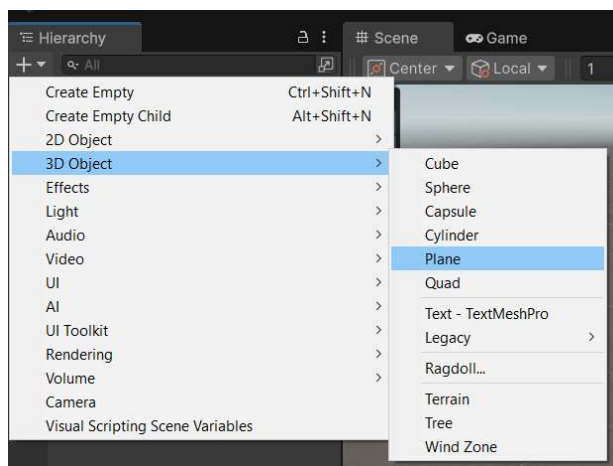 Hierarchy
Scene
Game
All
Center
Local
1
Create Empty Ctrl+Shift+N
Create Empty Child Alt+Shift+N
2D Object
3D Object
Effects
Light
Audio
Video
UI
AI
UI Toolkit
Rendering
Volume
Camera
Visual Scripting Scene Variables
Cube
Sphere
Capsule
Cylinder
Plane
Quad
Text - TextMeshPro
Legacy
Ragdoll...
Terrain
Tree
Wind Zone